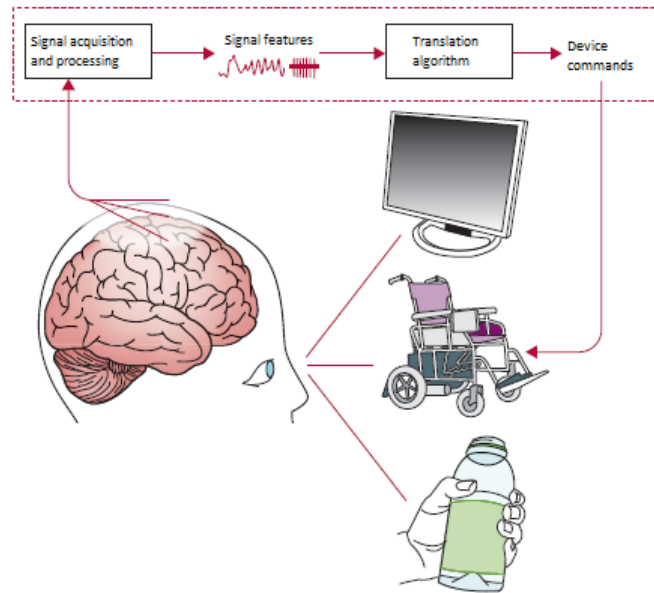 Signal acquisition
and processing
Signal features
Translation
algorithm
Device
commands